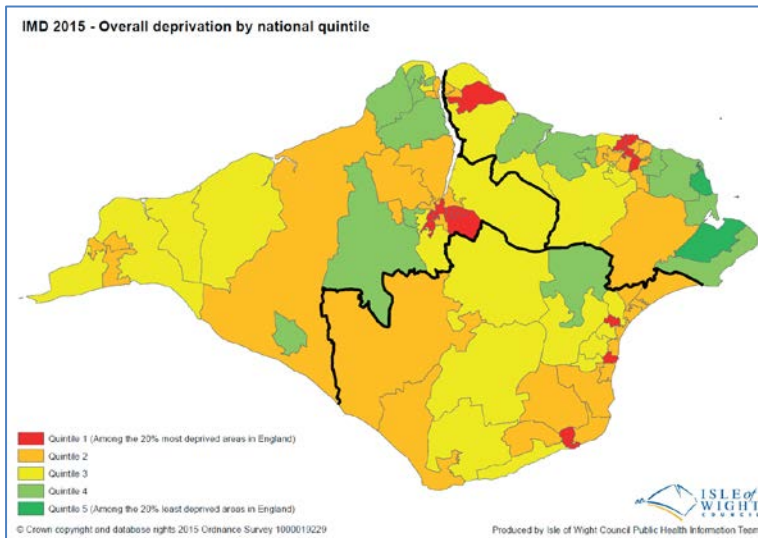 IMD 2015 - Overall deprivation by national quintile
Quintile 1 (Among the 20% most deprived areas in England)
Quintile 2
Quintile 3
Quintile 4
Quintile 5 (Among the 20% least deprived areas in England)
ISLE of
WIGHT
COUNCIL
© Crown copyright and database rights 2015 Ordnance Survey 1000019229
Produced by Isle of Wight Council Public Health Information Team